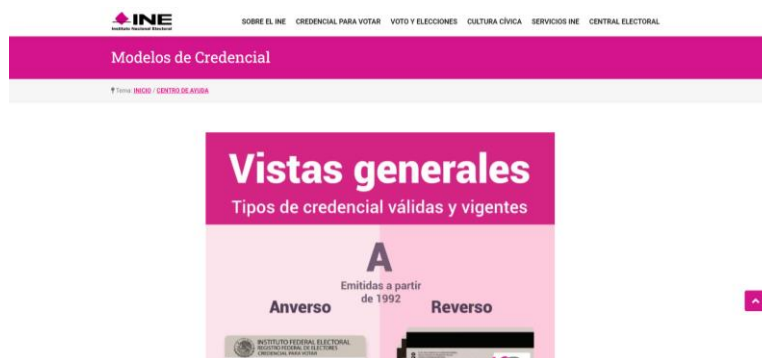 INE
Instituto Nacional Electoral
SOBRE EL INE CREDENCIAL PARA VOTAR VOTO Y ELECCIONES CULTURA CÍVICA SERVICIOS INE CENTRAL ELECTORAL
Modelos de Credencial
Tema: INICIO / CENTRO DE AYUDA
Vistas generales
Tipos de credencial válidas y vigentes
A
Emitidas a partir
de 1992
Anverso Reverso
INSTITUTO FEDERAL ELECTORAL
REGISTRO FEDERAL DE ELECTORES
CREDENCIAL PARA VOTAR